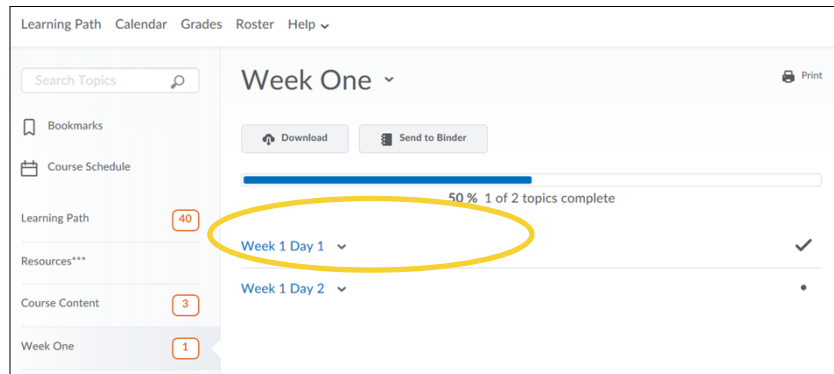 Learning Path Calendar Grades Roster Help
Search Topics
Bookmarks
Course Schedule
Learning Path 40
Resources***
Course Content 3
Week One 1
Week One
Print
Download Send to Binder
50 % 1 of 2 topics complete
Week 1 Day 1
Week 1 Day 2